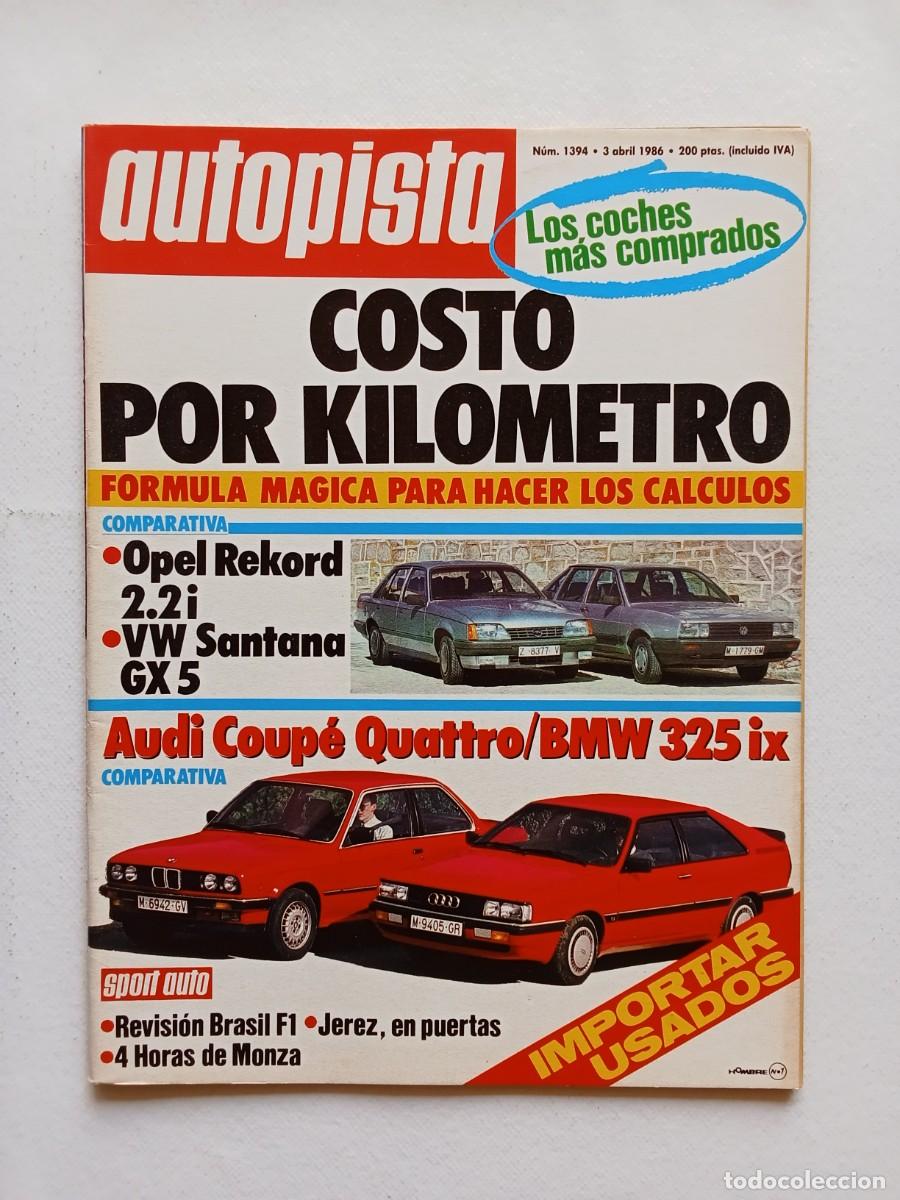 autopista
Núm. 1394 • 3 abril 1986 • 200 ptas. (incluido IVA)
Los coches
más comprados
COSTO
POR KILOMETRO
FORMULA MAGICA PARA HACER LOS CALCULOS
COMPARATIVA
•Opel Rekord
2.2i
•VW Santana
GX5
Z-8377-V
M-1779-GM
Audi Coupé Quattro/BMW 325 ix
COMPARATIVA
M-6942-GV
M-9405-GR
sport auto
•Revisión Brasil F1 •Jerez, en puertas
•4 Horas de Monza
IMPORTAR
USADOS
HOMBRE Nº1
todocoleccion